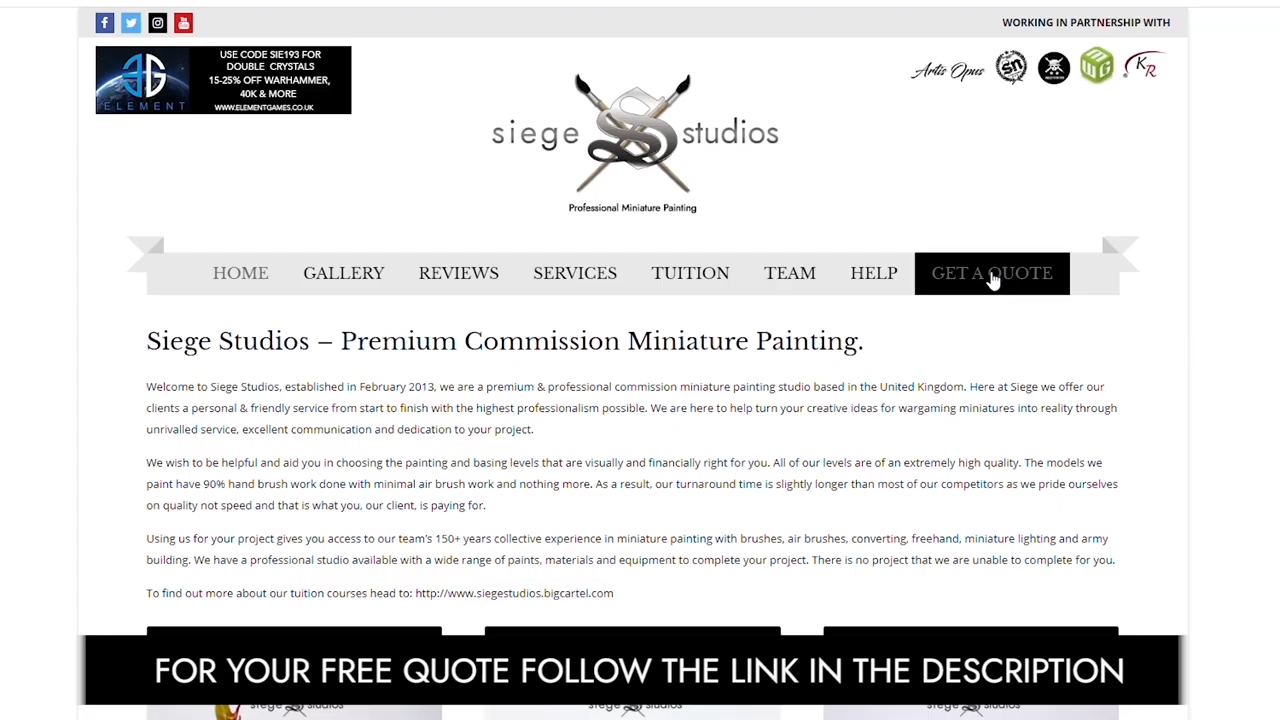 WORKING IN PARTNERSHIP WITH
USE CODE SIE193 FOR
DOUBLE CRYSTALS
15-25% OFF WARHAMMER,
40K & MORE
WWW.ELEMENTGAMES.CO.UK
ELEMENT
Artis Opus
KR
siege studios
Professional Miniature Painting
HOME GALLERY REVIEWS SERVICES TUITION TEAM HELP GET A QUOTE
Siege Studios – Premium Commission Miniature Painting.
Welcome to Siege Studios, established in February 2013, we are a premium & professional commission miniature painting studio based in the United Kingdom. Here at Siege we offer our
clients a personal & friendly service from start to finish with the highest professionalism possible. We are here to help turn your creative ideas for wargaming miniatures into reality through
unrivalled service, excellent communication and dedication to your project.
We wish to be helpful and aid you in choosing the painting and basing levels that are visually and financially right for you. All of our levels are of an extremely high quality. The models we
paint have 90% hand brush work done with minimal air brush work and nothing more. As a result, our turnaround time is slightly longer than most of our competitors as we pride ourselves
on quality not speed and that is what you, our client, is paying for.
Using us for your project gives you access to our team's 150+ years collective experience in miniature painting with brushes, air brushes, converting, freehand, miniature lighting and army
building. We have a professional studio available with a wide range of paints, materials and equipment to complete your project. There is no project that we are unable to complete for you.
To find out more about our tuition courses head to: http://www.siegestudios.bigcartel.com
FOR YOUR FREE QUOTE FOLLOW THE LINK IN THE DESCRIPTION